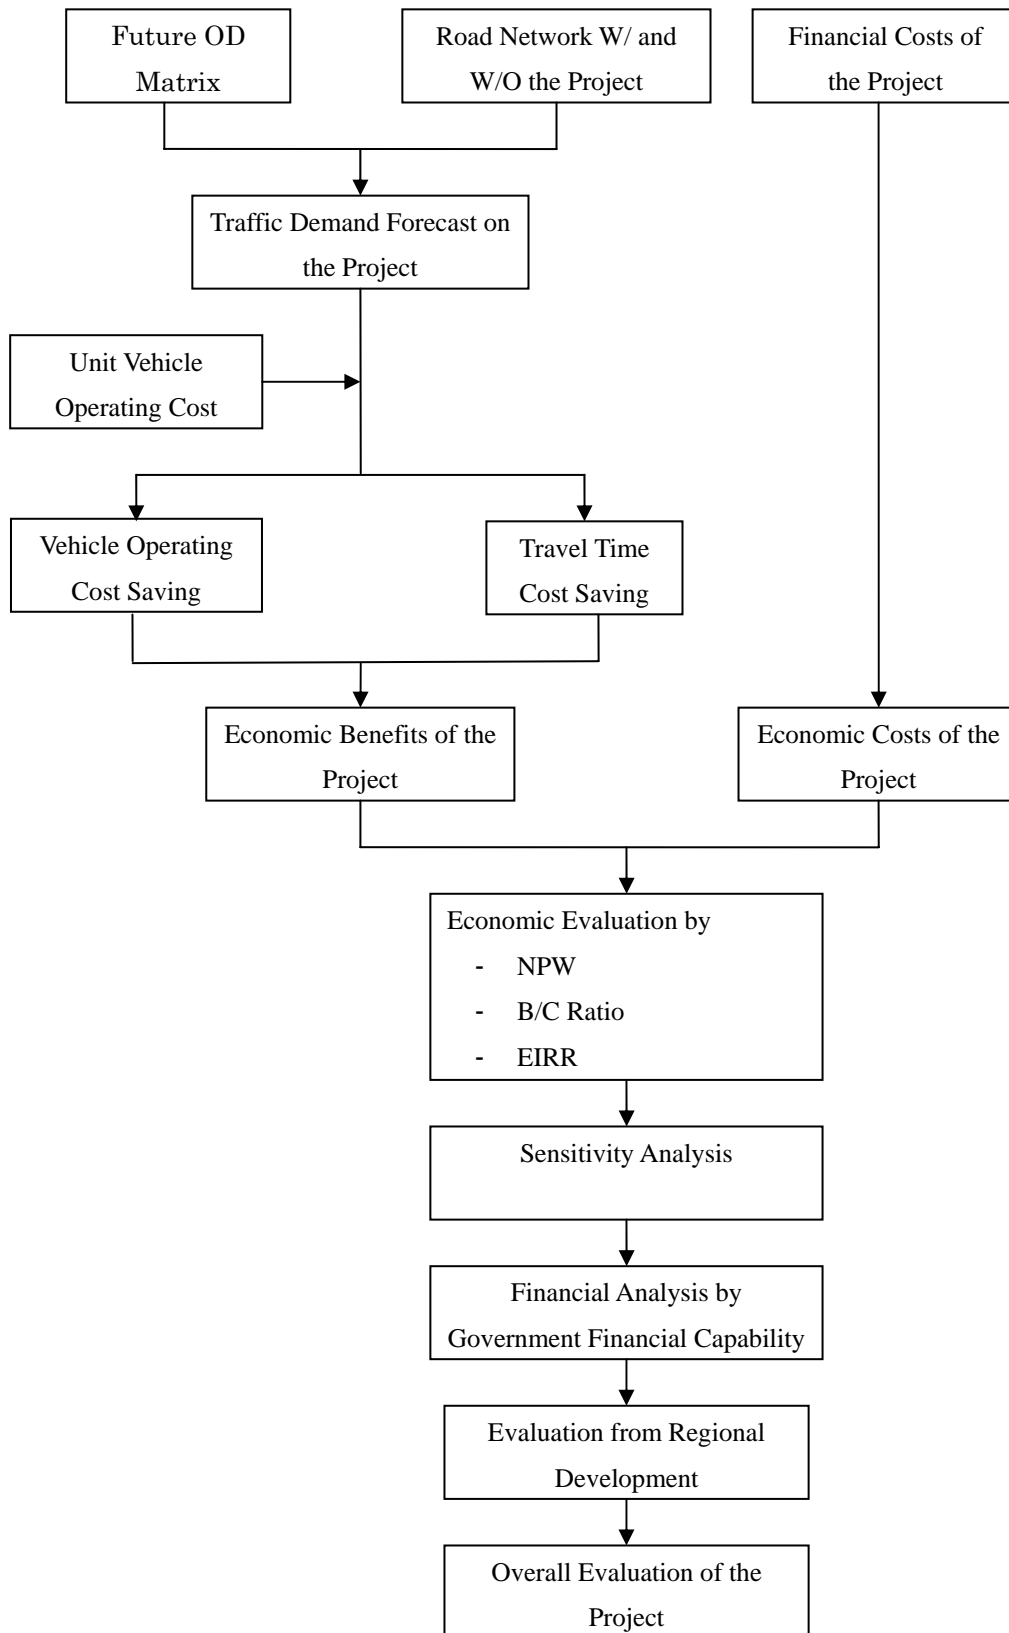 Future OD
Matrix
Road Network W/ and
W/O the Project
Financial Costs of
the Project
Traffic Demand Forecast on
the Project
Unit Vehicle
Operating Cost
Vehicle Operating
Cost Saving
Travel Time
Cost Saving
Economic Benefits of the
Project
Economic Costs of the
Project
Economic Evaluation by
- NPW
- B/C Ratio
- EIRR
Sensitivity Analysis
Financial Analysis by
Government Financial Capability
Evaluation from Regional
Development
Overall Evaluation of the
Project